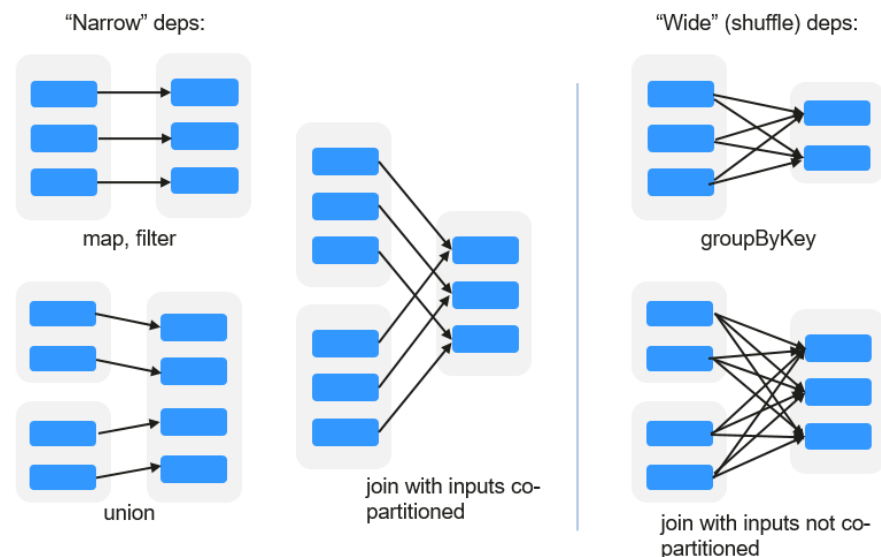 “Narrow” deps:
“Wide” (shuffle) deps:
map, filter
groupByKey
union
join with inputs co-
partitioned
join with inputs not co-
partitioned